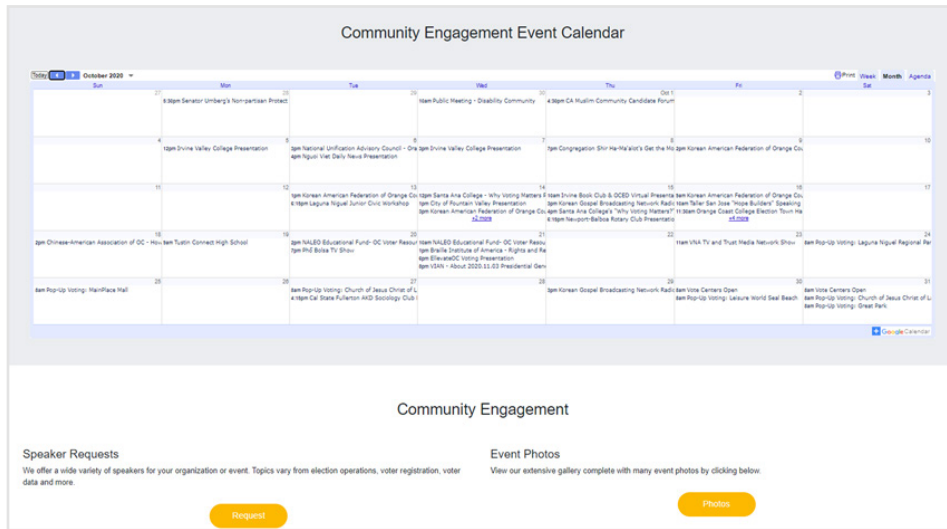 Community Engagement Event Calendar
Today October 2020 Print Week Month Agenda
Sun Mon Tue Wed Thu Fri Sat
27 28 29 30 Oct 1 2 3
6:30pm Senator Umberg's Non-partisan Protect 10am Public Meeting - Disability Community 4:30pm CA Muslim Community Candidate Forum
4 5 6 7 8 9 10
12pm Irvine Valley College Presentation 2pm National Unification Advisory Council - Ora 2pm Irvine Valley College Presentation 7pm Congregation Shir Ha-Ma'alot's Get the Mo 2pm Korean American Federation of Orange Cou
4pm Nguoi Viet Daily News Presentation
11 12 13 14 15 16 17
1pm Korean American Federation of Orange Cou 12pm Santa Ana College - Why Voting Matters F 10am Irvine Book Club & OCED Virtual Presenta 9am Korean American Federation of Orange Cou
6:15pm Laguna Niguel Junior Civic Workshop 1pm City of Fountain Valley Presentation 3pm Korean Gospel Broadcasting Network Radio 10am Taller San Jose "Hope Builders" Speaking
3pm Korean American Federation of Orange Cou 4pm Santa Ana College's "Why Voting Matters?" 11:30am Orange Coast College Election Town Ha
+2 more 6:15pm Newport-Balboa Rotary Club Presentatio +4 more
18 19 20 21 22 23 24
2pm Chinese-American Association of OC - How 8am Tustin Connect High School 2pm NALEO Educational Fund- OC Voter Resour 10am NALEO Educational Fund- OC Voter Resou 11am VNA TV and Trust Media Network Show 8am Pop-Up Voting: Laguna Niguel Regional Par
2pm Phố Bolsa TV Show 1pm Braille Institute of America - Rights and Re
6pm ElevateOC Voting Presentation
6pm VIAN - About 2020.11.03 Presidential Gene
25 26 27 28 29 30 31
8am Pop-Up Voting: MainPlace Mall 8am Pop-Up Voting: Church of Jesus Christ of L 3pm Korean Gospel Broadcasting Network Radio 8am Vote Centers Open 8am Vote Centers Open
4:15pm Cal State Fullerton AKD Sociology Club 8am Pop-Up Voting: Leisure World Seal Beach 8am Pop-Up Voting: Church of Jesus Christ of L
8am Pop-Up Voting: Great Park
Google Calendar
Community Engagement
Speaker Requests
We offer a wide variety of speakers for your organization or event. Topics vary from election operations, voter registration, voter
data and more.
Request
Event Photos
View our extensive gallery complete with many event photos by clicking below.
Photos